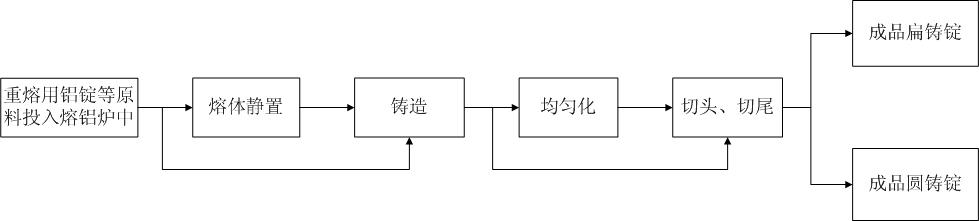 重熔用铝锭等原
料投入熔铝炉中
熔体静置
铸造
均匀化
切头、切尾
成品扁铸锭
成品圆铸锭